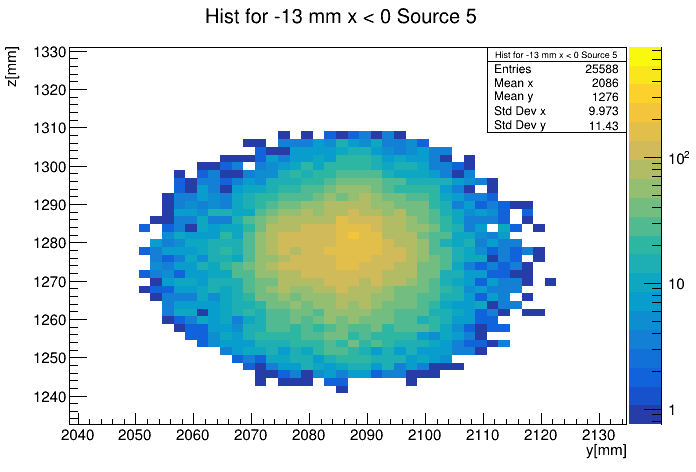 Hist for -13 mm x < 0 Source 5
z[mm]
1330
1320
1310
1300
1290
1280
1270
1260
1250
1240
2040 2050 2060 2070 2080 2090 2100 2110 2120 2130
y[mm]
Hist for -13 mm x < 0 Source 5
Entries 25588
Mean x 2086
Mean y 1276
Std Dev x 9.973
Std Dev y 11.43
10²
10
1